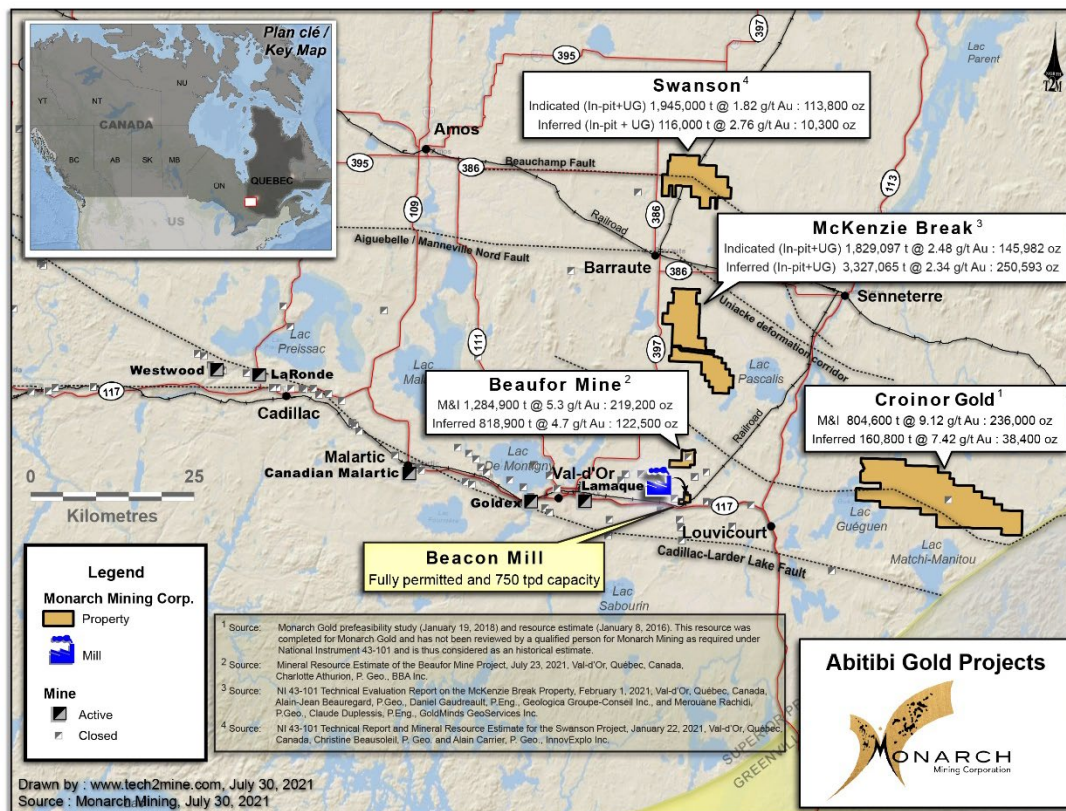 Plan clé /
Key Map
NU
YT
NT
CANADA
BC
AB
SK
MB
ON
QUEBEC
US
397
395
Lac
Parent
T2M
Swanson⁴
Indicated (In-pit+UG) 1,945,000 t @ 1.82 g/t Au : 113,800 oz
Inferred (In-pit + UG) 116,000 t @ 2.76 g/t Au : 10,300 oz
Amos
395
386
Beauchamp Fault
113
109
Railroad
386
McKenzie Break³
Indicated (In-pit+UG) 1,829,097 t @ 2.48 g/t Au : 145,982 oz
Inferred (In-pit+UG) 3,327,065 t @ 2.34 g/t Au : 250,593 oz
Aiguebelle / Manneville Nord Fault
Barraute
386
Senneterre
Uniacke deformation corridor
Lac
Preissac
111
397
Lac
Lac
Pascalis
Westwood
LaRonde
117
Cadillac
Beaufor Mine²
M&I 1,284,900 t @ 5.3 g/t Au : 219,200 oz
Inferred 818,900 t @ 4.7 g/t Au : 122,500 oz
Railroad
Croinor Gold¹
M&I 804,600 t @ 9.12 g/t Au : 236,000 oz
Inferred 160,800 t @ 7.42 g/t Au : 38,400 oz
Malartic
Canadian Malartic
Lac
De Montigny
Val-d'Or
Lamaque
Goldex
0
25
Kilometres
117
Louvicourt
Lac
Guéguen
Lac
Matchi-Manitou
Cadillac-Larder Lake Fault
Beacon Mill
Fully permitted and 750 tpd capacity
Lac
Sabourin
Legend
Monarch Mining Corp.
Property
Mill
Mine
Active
Closed
¹ Source: Monarch Gold prefeasibility study (January 19, 2018) and resource estimate (January 8, 2016). This resource was
completed for Monarch Gold and has not been reviewed by a qualified person for Monarch Mining as required under
National Instrument 43-101 and is thus considered as an historical estimate.
² Source: Mineral Resource Estimate of the Beaufor Mine Project, July 23, 2021, Val-d'Or, Québec, Canada,
Charlotte Athurion, P. Geo., BBA Inc.
³ Source: NI 43-101 Technical Evaluation Report on the McKenzie Break Property, February 1, 2021, Val-d'Or, Québec, Canada,
Alain-Jean Beauregard, P.Geo., Daniel Gaudreault, P.Eng., Geologica Groupe-Conseil Inc., and Merouane Rachidi,
P.Geo., Claude Duplessis, P.Eng., GoldMinds GeoServices Inc.
⁴ Source: NI 43-101 Technical Report and Mineral Resource Estimate for the Swanson Project, January 22, 2021, Val-d'Or, Québec,
Canada, Christine Beausoleil, P. Geo. and Alain Carrier, P. Geo., InnovExplo Inc.
Abitibi Gold Projects
MONARCH
Mining Corporation
Drawn by : www.tech2mine.com, July 30, 2021
Source : Monarch Mining, July 30, 2021